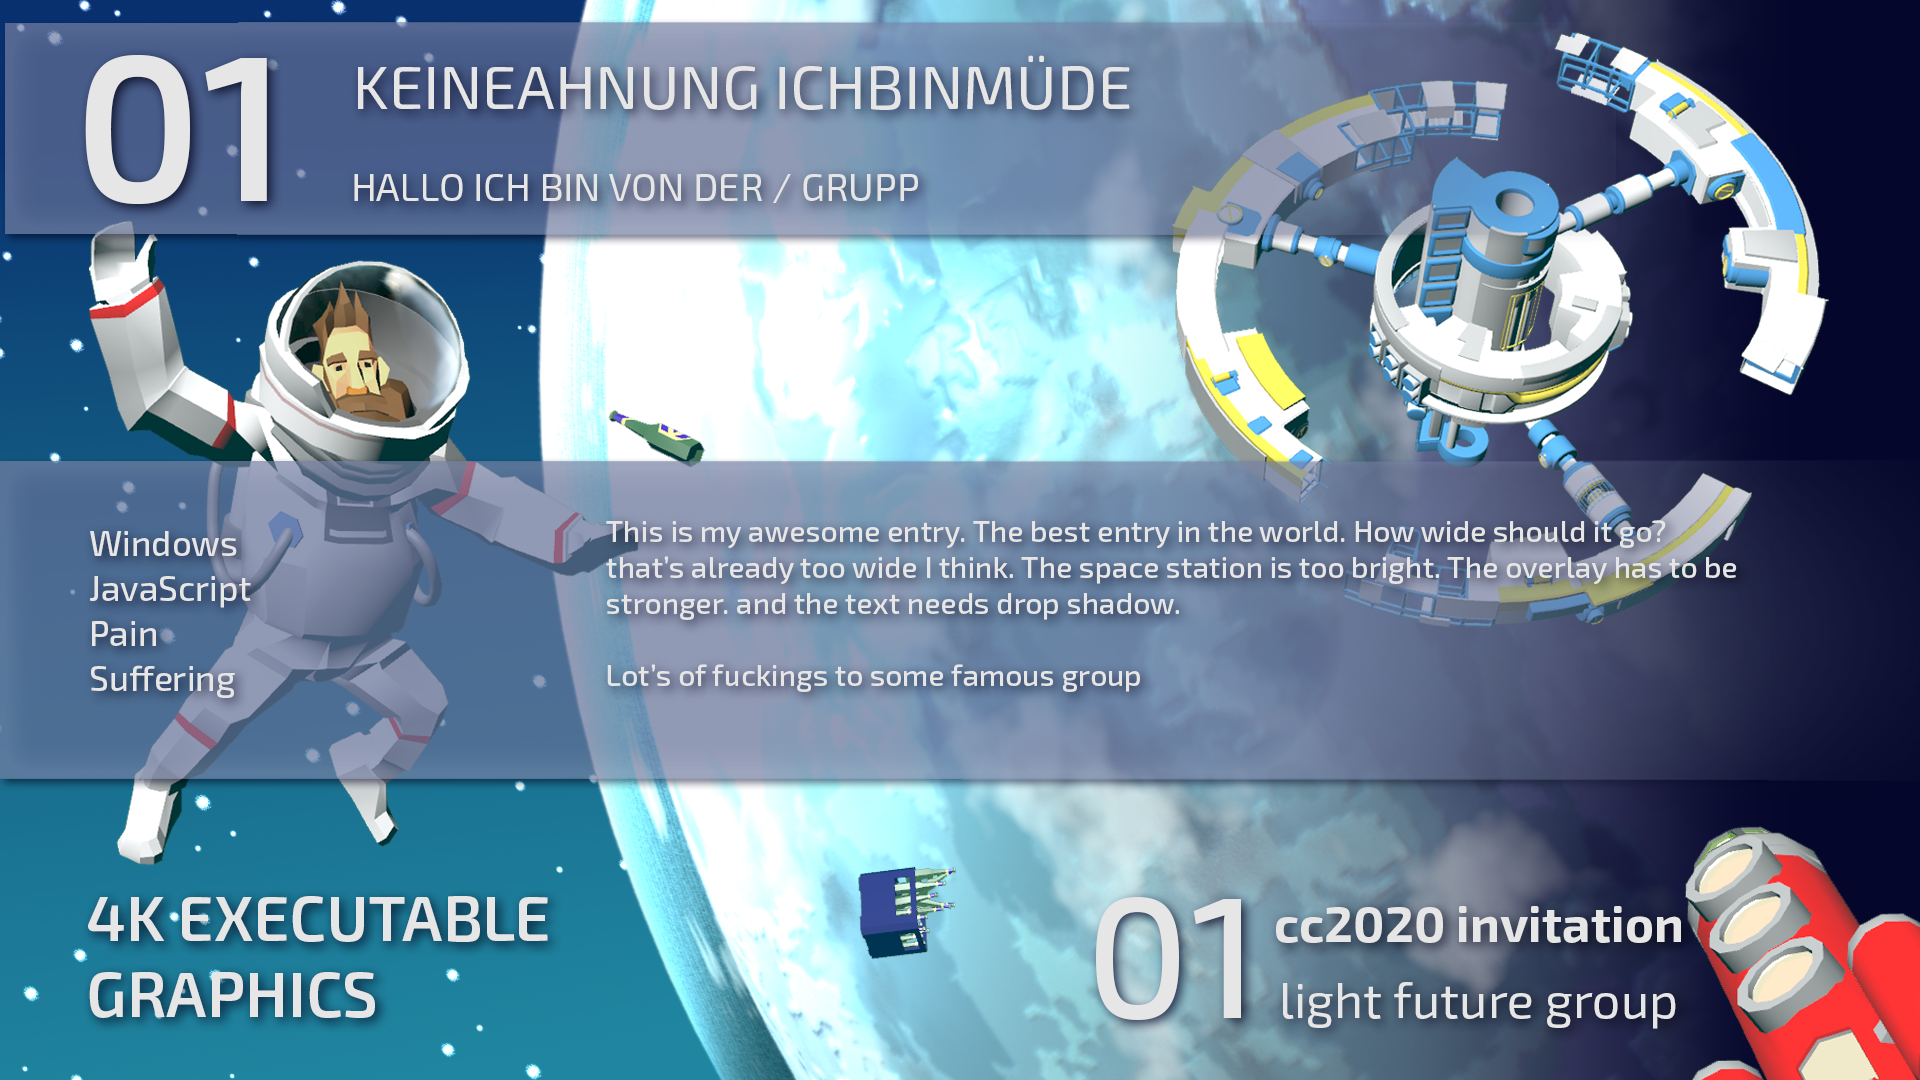 01
KEINEAHNUNG ICHBINMÜDE
HALLO ICH BIN VON DER / GRUPP
Windows
JavaScript
Pain
Suffering
This is my awesome entry. The best entry in the world. How wide should it go?
that's already too wide I think. The space station is too bright. The overlay has to be
stronger. and the text needs drop shadow.
Lot's of fuckings to some famous group
4K EXECUTABLE
GRAPHICS
01
cc2020 invitation
light future group